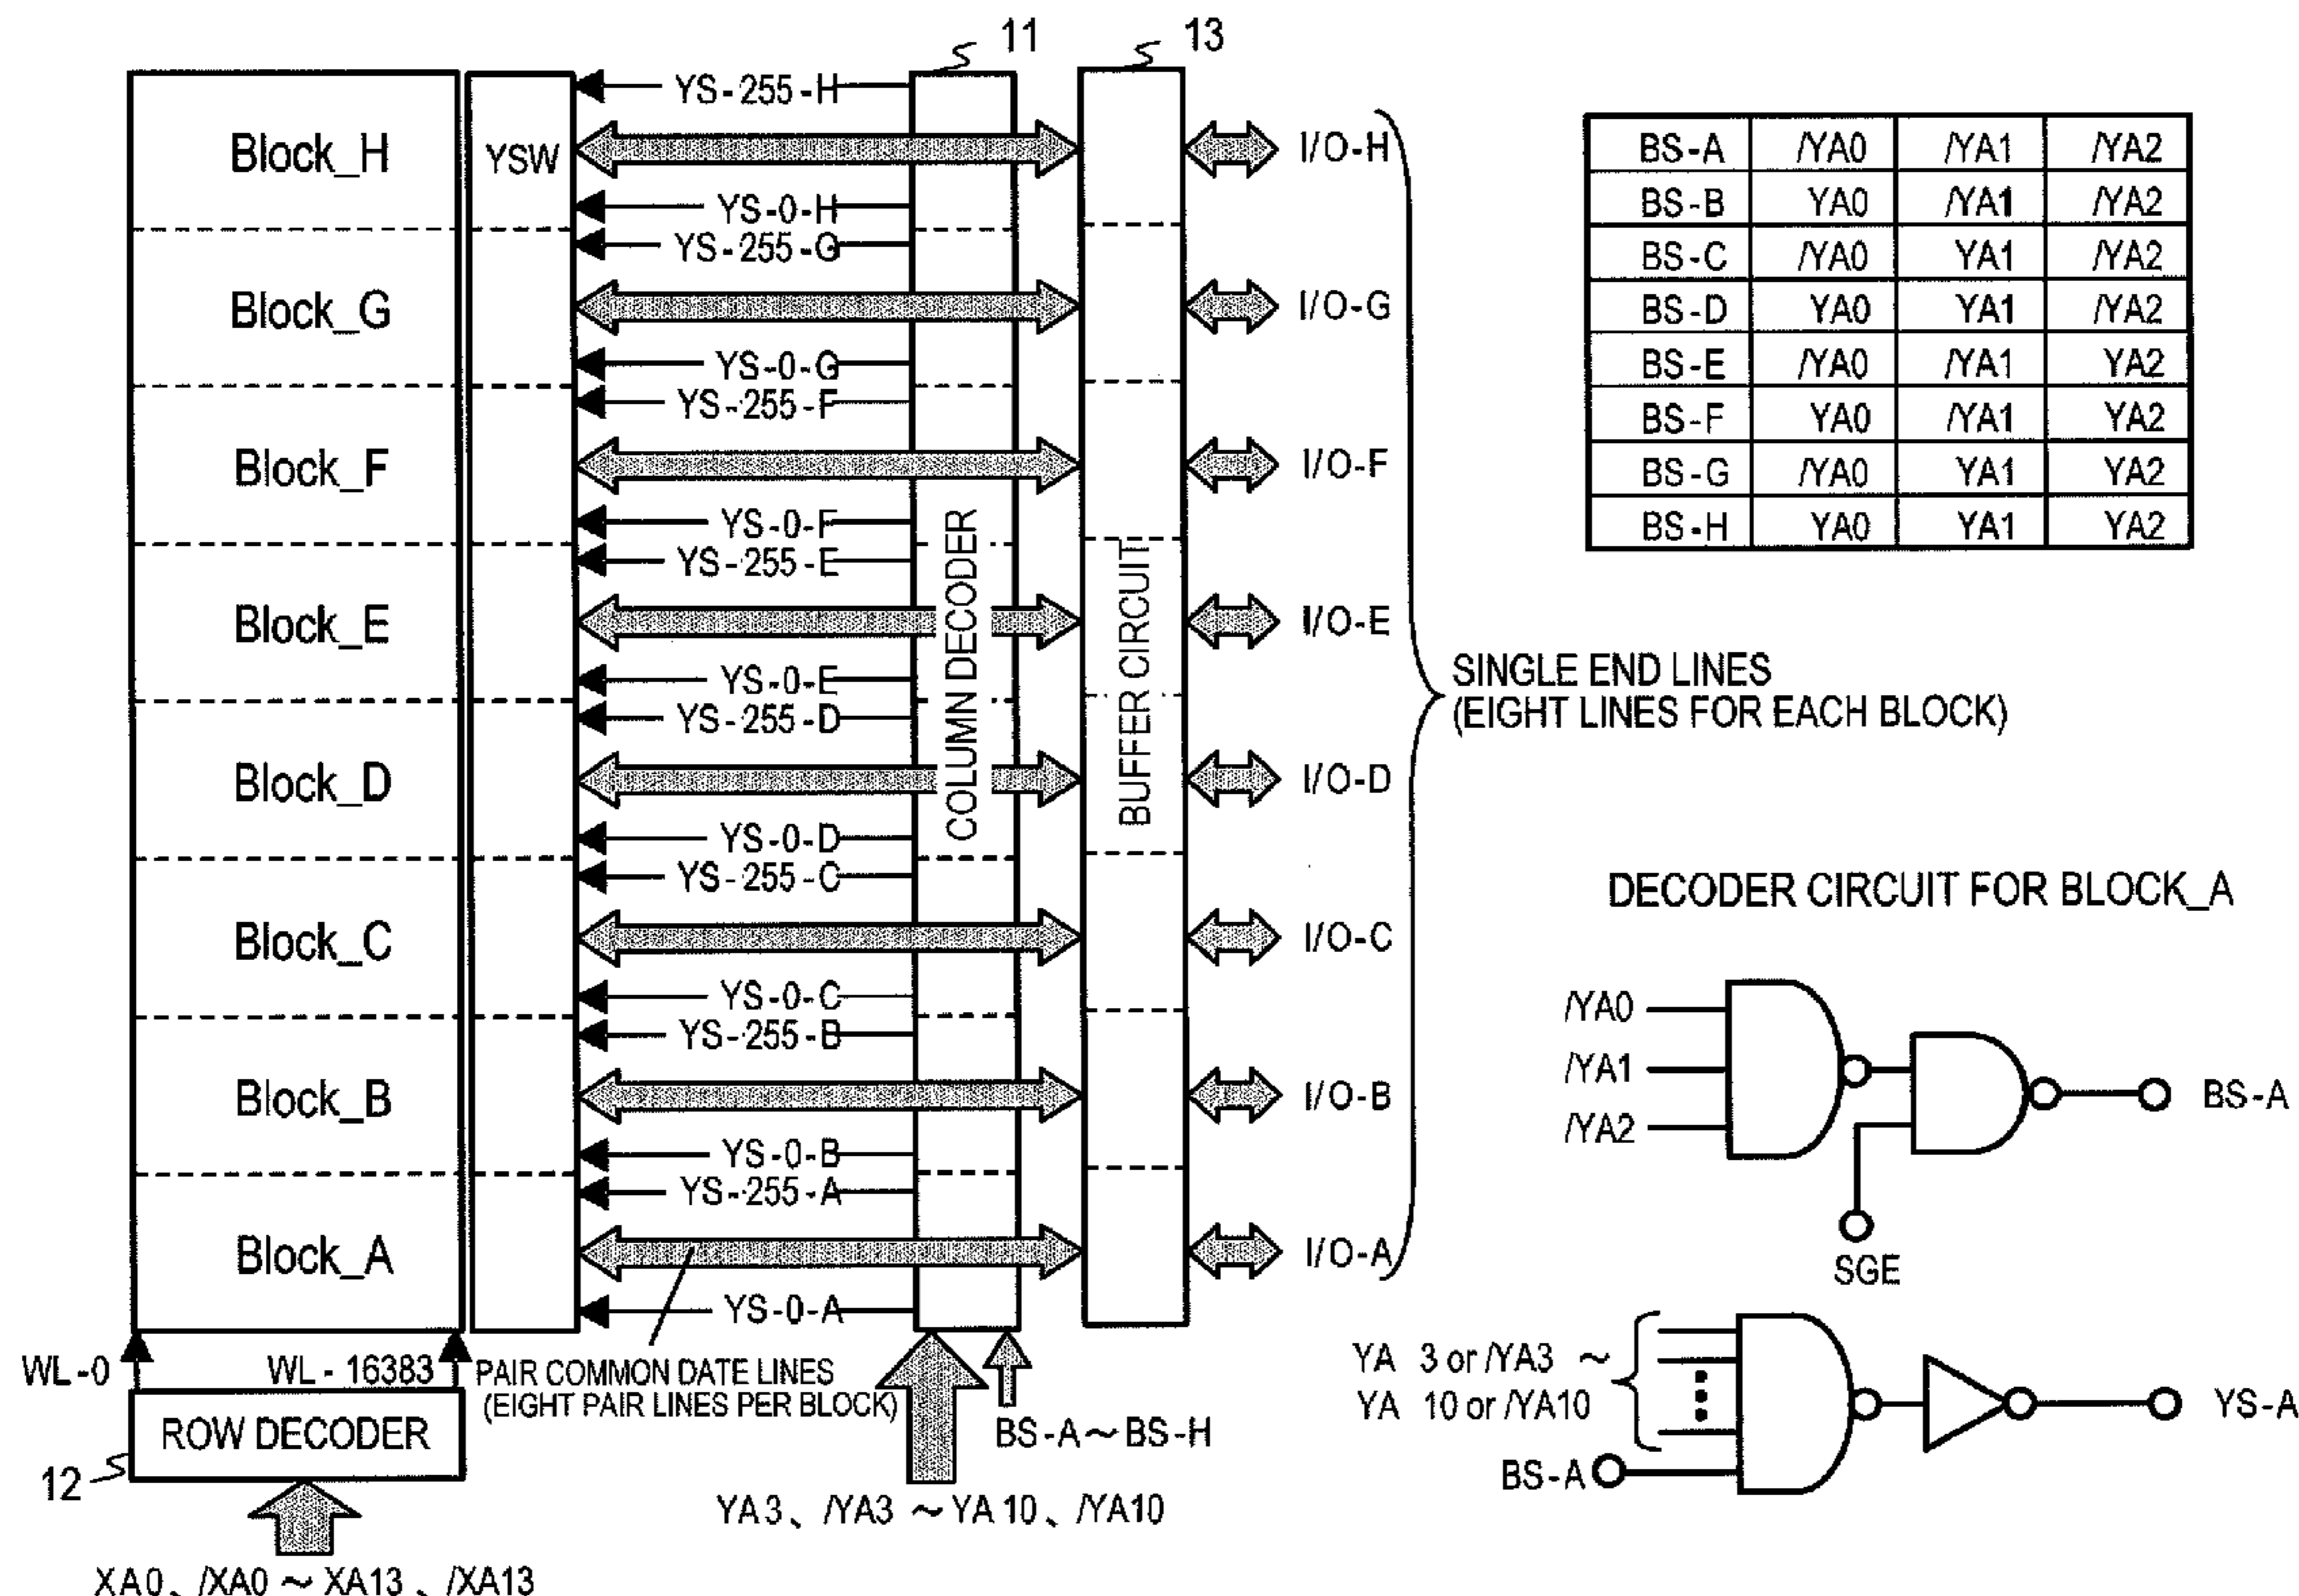 11
13
YS-255-H
Block_H
YSW
I/O-H
YS-0-H
YS-255-G
Block_G
I/O-G
YS-0-G
YS-255-F
Block_F
I/O-F
YS-0-F
YS-255-E
Block_E
I/O-E
YS-0-E
YS-255-D
Block_D
I/O-D
YS-0-D
YS-255-C
Block_C
I/O-C
YS-0-C
YS-255-B
Block_B
I/O-B
YS-0-B
YS-255-A
Block_A
I/O-A
YS-0-A
COLUMN DECODER
BUFFER CIRCUIT
SINGLE END LINES
(EIGHT LINES FOR EACH BLOCK)
WL-0
WL-16383
PAIR COMMON DATE LINES
(EIGHT PAIR LINES PER BLOCK)
ROW DECODER
12
BS-A～BS-H
YA3、/YA3 ～YA10、/YA10
XA0、/XA0 ～ XA13、/XA13
BS-A /YA0 /YA1 /YA2
BS-B YA0 /YA1 /YA2
BS-C /YA0 YA1 /YA2
BS-D YA0 YA1 /YA2
BS-E /YA0 /YA1 YA2
BS-F YA0 /YA1 YA2
BS-G /YA0 YA1 YA2
BS-H YA0 YA1 YA2
DECODER CIRCUIT FOR BLOCK_A
/YA0
/YA1
/YA2
BS-A
SGE
YA 3 or /YA3 ～
YA 10 or /YA10
YS-A
BS-A